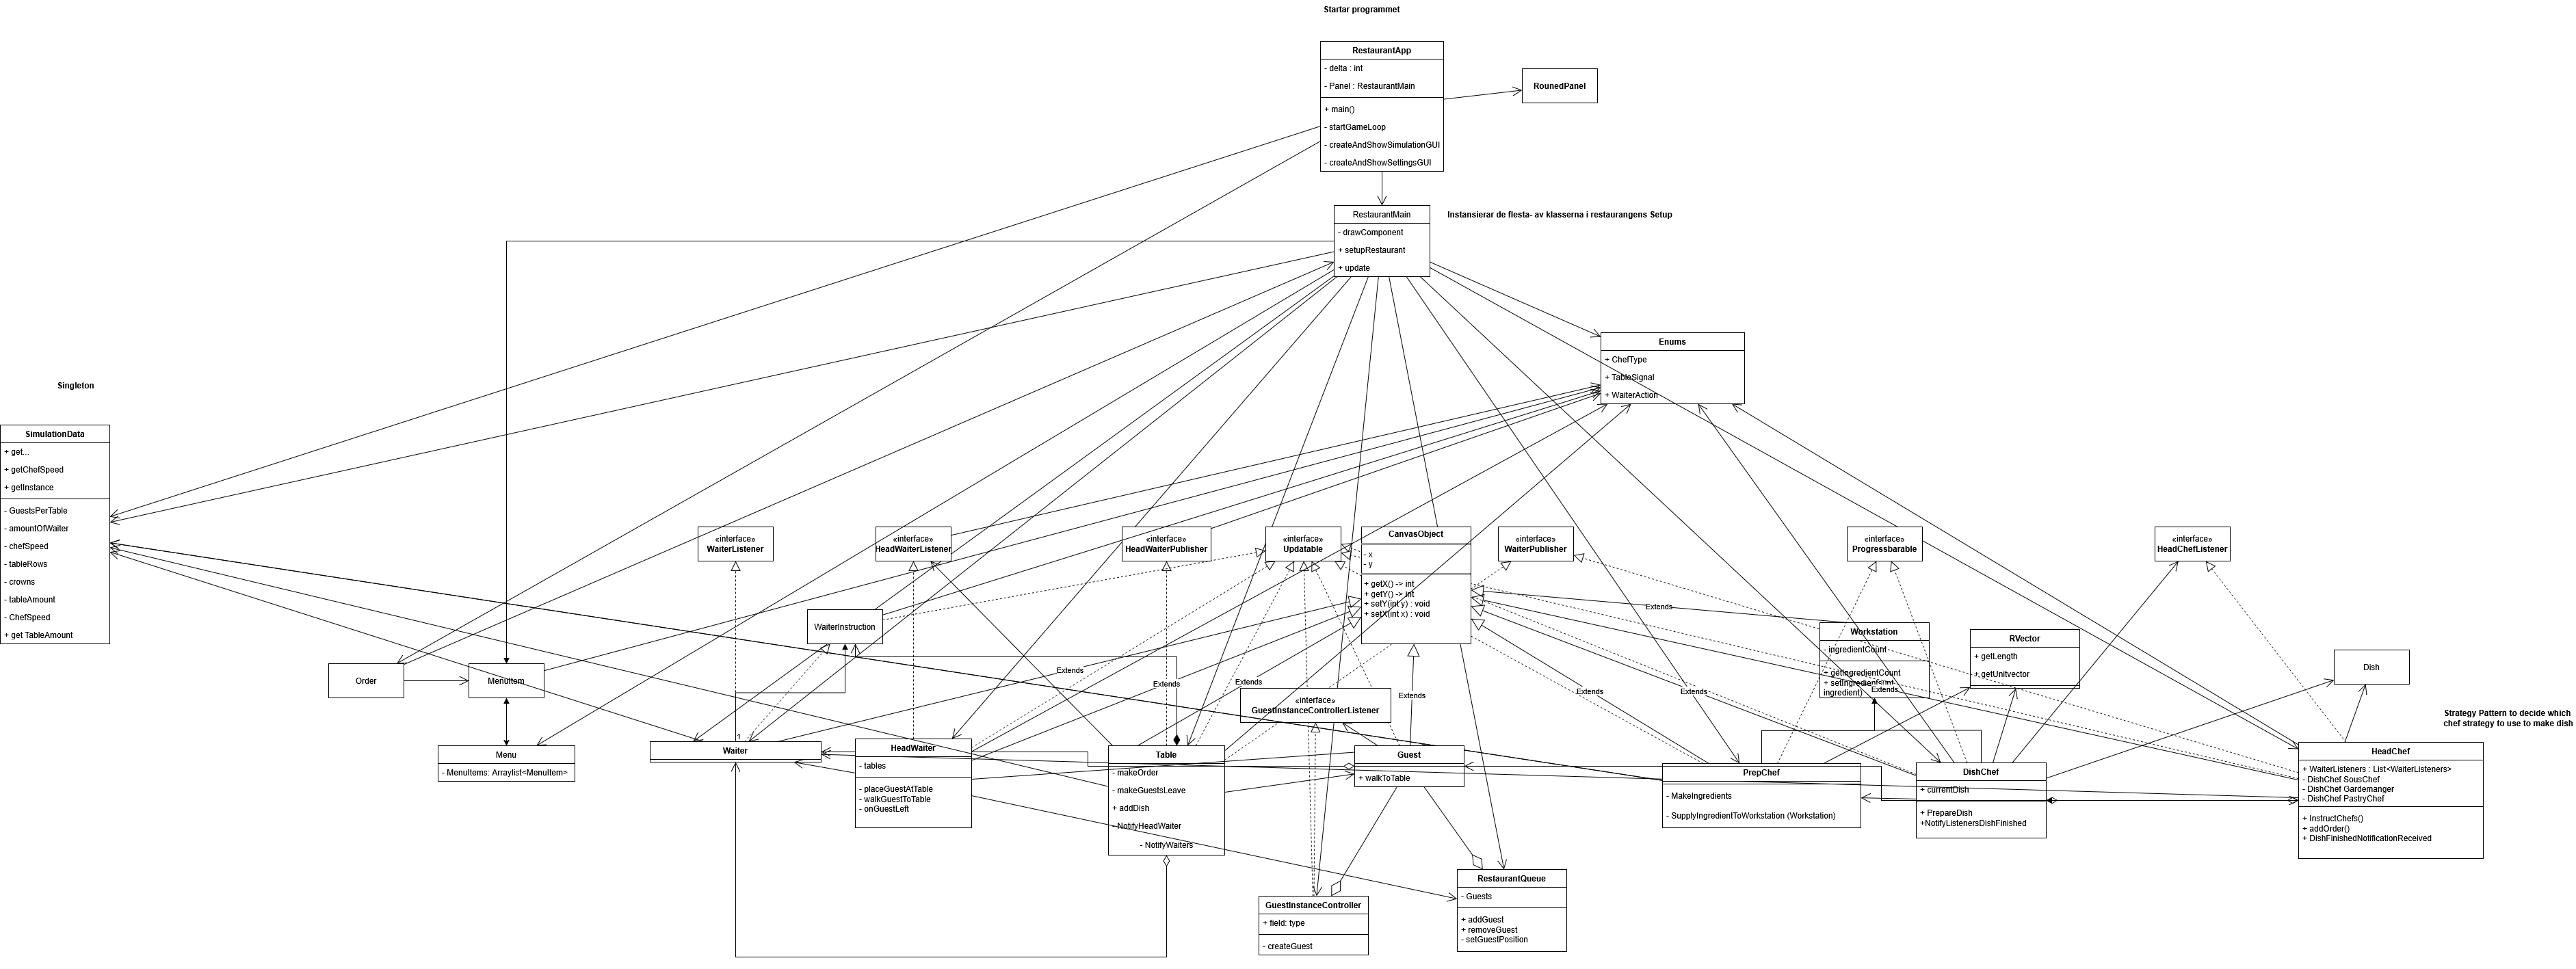 Startar programmet
RestaurantApp
- delta : int
- Panel : RestaurantMain
+ main()
- startGameLoop
- createAndShowSimulationGUI
- createAndShowSettingsGUI
RounedPanel
RestaurantMain
- drawComponent
+ setupRestaurant
+ update
Instansierar de flesta- av klasserna i restaurangens Setup
Enums
+ ChefType
+ TableSignal
+ WaiterAction
Singleton
SimulationData
+ get...
+ getChefSpeed
+ getInstance
- GuestsPerTable
- amountOfWaiter
- chefSpeed
- tableRows
- crowns
- tableAmount
- ChefSpeed
+ get TableAmount
«interface»
WaiterListener
«interface»
HeadWaiterListener
«interface»
HeadWaiterPublisher
«interface»
Updatable
CanvasObject
- x
- y
+ getX() -> int
+ getY() -> int
+ setY(int y) : void
+ setX(int x) : void
«interface»
WaiterPublisher
«interface»
Progressbarable
«interface»
HeadChefListener
WaiterInstruction
Extends
Workstation
- ingredientCount
+ getIngredientCount
+ setIngredient(int
ingredient)
RVector
+ getLength
+ getUnitvector
Order
MenuItem
Dish
Extends
Extends
Extends
Extends
Extends
Extends
Extends
«interface»
GuestInstanceControllerListener
Strategy Pattern to decide which
chef strategy to use to make dish
1
Menu
- MenuItems: Arraylist<MenuItem>
Waiter
HeadWaiter
- tables
- placeGuestAtTable
- walkGuestToTable
- onGuestLeft
Table
- makeOrder
- makeGuestsLeave
+ addDish
- NotifyHeadWaiter
- NotifyWaiters
Guest
+ walkToTable
PrepChef
- MakeIngredients
- SupplyIngredientToWorkstation (Workstation)
DishChef
+ currentDish
+ PrepareDish
+NotifyListenersDishFinished
HeadChef
+ WaiterListeners : List<WaiterListeners>
- DishChef SousChef
- DishChef Gardemanger
- DishChef PastryChef
+ InstructChefs()
+ addOrder()
+ DishFinishedNotificationReceived
GuestInstanceController
+ field: type
- createGuest
RestaurantQueue
- Guests
+ addGuest
+ removeGuest
- setGuestPosition